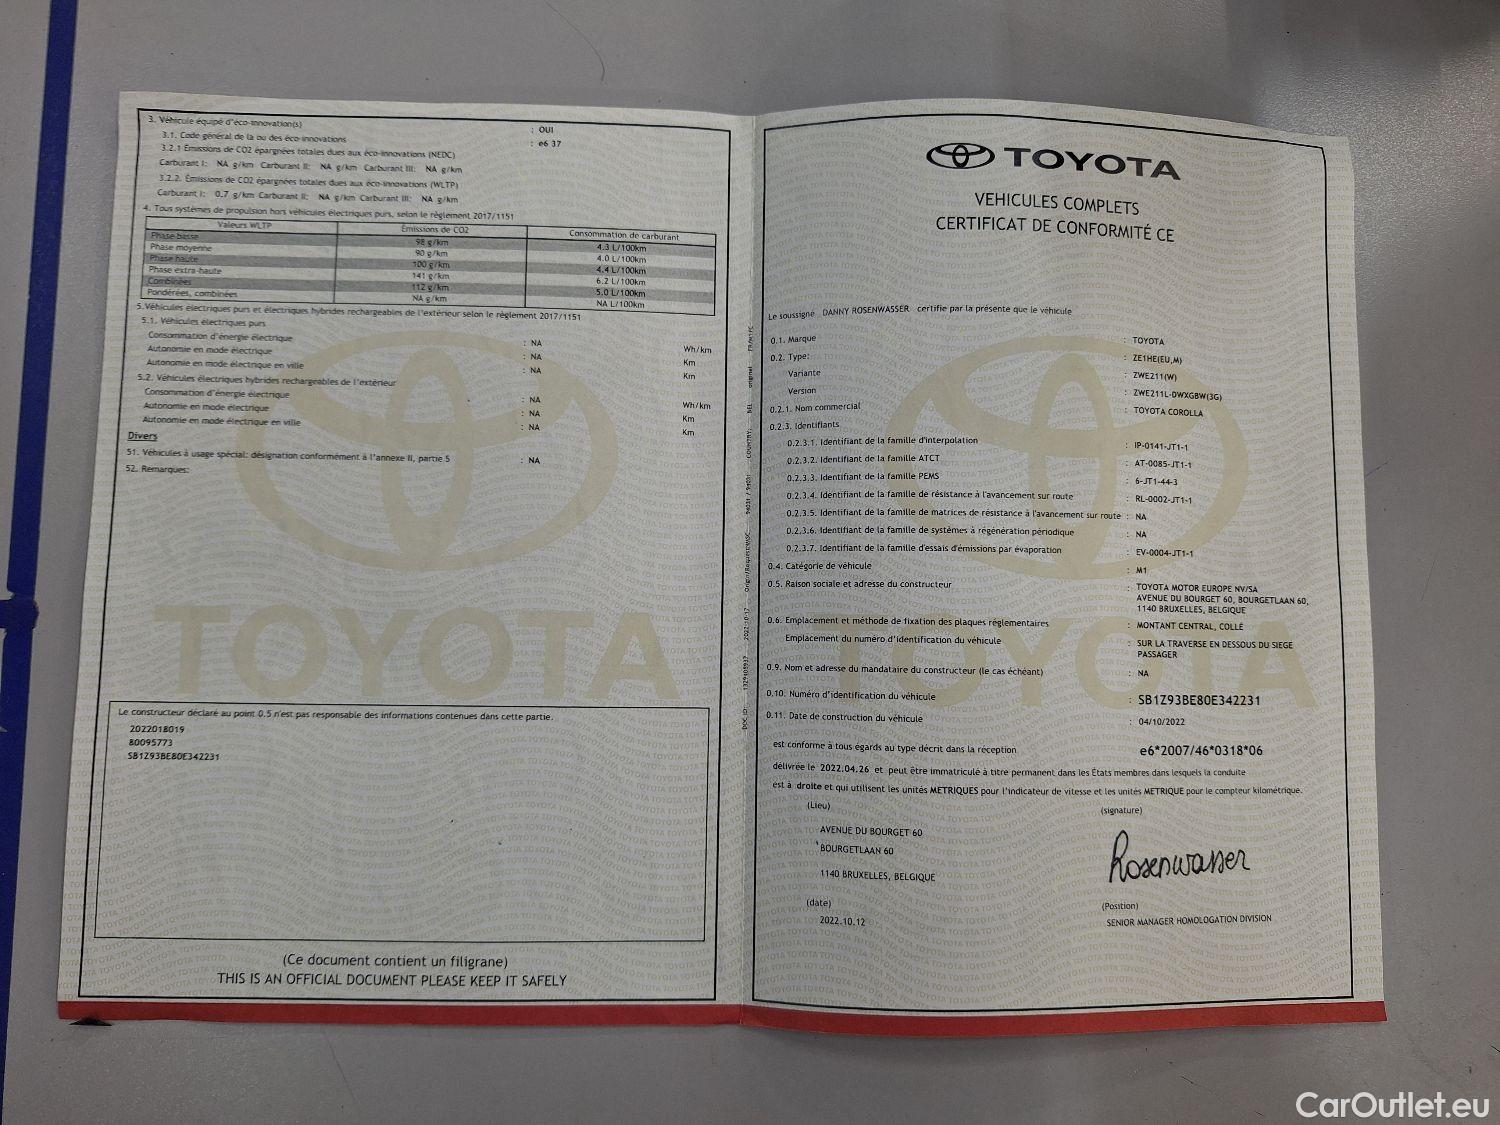 3. Véhicule équipé d'éco-innovation(s) : OUI
3.1. Code général de la ou des éco-innovations : e6 37
3.2.1 Émissions de CO2 épargnées totales dues aux éco-innovations (NEDC)
Carburant I: NA g/km Carburant II: NA g/km Carburant III: NA g/km
3.2.2. Émissions de CO2 épargnées totales dues aux éco-innovations (WLTP)
Carburant I: 0.7 g/km Carburant II: NA g/km Carburant III: NA g/km
4. Tous systèmes de propulsion hors véhicules électriques purs, selon le règlement 2017/1151
Valeurs WLTP Émissions de CO2 Consommation de carburant
Phase basse 98 g/km 4.3 L/100km
Phase moyenne 90 g/km 4.0 L/100km
Phase haute 100 g/km 4.4 L/100km
Phase extra-haute 141 g/km 6.2 L/100km
Combinées 112 g/km 5.0 L/100km
Pondérées, combinées NA g/km NA L/100km
5. Véhicules électriques purs et électriques hybrides rechargeables de l'extérieur selon le règlement 2017/1151
5.1. Véhicules électriques purs
Consommation d'énergie électrique : NA Wh/km
Autonomie en mode électrique : NA Km
Autonomie en mode électrique en ville : NA Km
5.2. Véhicules électriques hybrides rechargeables de l'extérieur
Consommation d'énergie électrique : NA Wh/km
Autonomie en mode électrique : NA Km
Autonomie en mode électrique en ville : NA Km
Divers
51. Véhicules à usage spécial: désignation conformément à l'annexe II, partie 5 : NA
52. Remarques:
TOYOTA
Le constructeur déclaré au point 0.5 n'est pas responsable des informations contenues dans cette partie.
2022018019
80095773
SB1Z93BE80E342231
(Ce document contient un filigrane)
THIS IS AN OFFICIAL DOCUMENT PLEASE KEEP IT SAFELY
TOYOTA
VEHICULES COMPLETS
CERTIFICAT DE CONFORMITÉ CE
Le soussigné DANNY ROSENWASSER certifie par la présente que le véhicule
0.1. Marque : TOYOTA
0.2. Type: : ZE1HE(EU,M)
Variante : ZWE211(W)
Version : ZWE211L-DWXGBW(3G)
0.2.1. Nom commercial : TOYOTA COROLLA
0.2.3. Identifiants
0.2.3.1. Identifiant de la famille d'interpolation : IP-0141-JT1-1
0.2.3.2. Identifiant de la famille ATCT : AT-0085-JT1-1
0.2.3.3. Identifiant de la famille PEMS : 6-JT1-44-3
0.2.3.4. Identifiant de la famille de résistance à l'avancement sur route : RL-0002-JT1-1
0.2.3.5. Identifiant de la famille de matrices de résistance à l'avancement sur route : NA
0.2.3.6. Identifiant de la famille de systèmes à régénération périodique : NA
0.2.3.7. Identifiant de la famille d'essais d'émissions par évaporation : EV-0004-JT1-1
0.4. Catégorie de véhicule : M1
0.5. Raison sociale et adresse du constructeur : TOYOTA MOTOR EUROPE NV/SA
AVENUE DU BOURGET 60, BOURGETLAAN 60,
1140 BRUXELLES, BELGIQUE
0.6. Emplacement et méthode de fixation des plaques réglementaires : MONTANT CENTRAL, COLLÉ
Emplacement du numéro d'identification du véhicule : SUR LA TRAVERSE EN DESSOUS DU SIEGE
PASSAGER
0.9. Nom et adresse du mandataire du constructeur (le cas échéant) : NA
0.10. Numéro d'identification du véhicule : SB1Z93BE80E342231
0.11. Date de construction du véhicule : 04/10/2022
est conforme à tous égards au type décrit dans la réception e6*2007/46*0318*06
délivrée le 2022.04.26 et peut être immatriculé à titre permanent dans les États membres dans lesquels la conduite
est à droite et qui utilisent les unités METRIQUES pour l'indicateur de vitesse et les unités METRIQUE pour le compteur kilométrique.
(Lieu) (signature)
AVENUE DU BOURGET 60
BOURGETLAAN 60
1140 BRUXELLES, BELGIQUE
Rosenwasser
(date) (Position)
2022.10.12 SENIOR MANAGER HOMOLOGATION DIVISION
TOYOTA
CarOutlet.eu